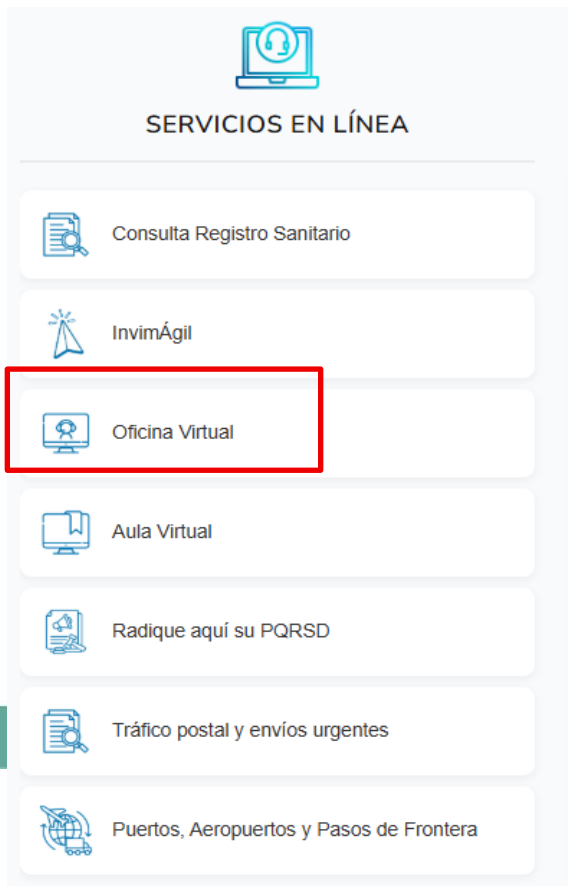 SERVICIOS EN LÍNEA
Consulta Registro Sanitario
InvimÁgil
Oficina Virtual
Aula Virtual
Radique aquí su PQRSD
Tráfico postal y envíos urgentes
Puertos, Aeropuertos y Pasos de Frontera